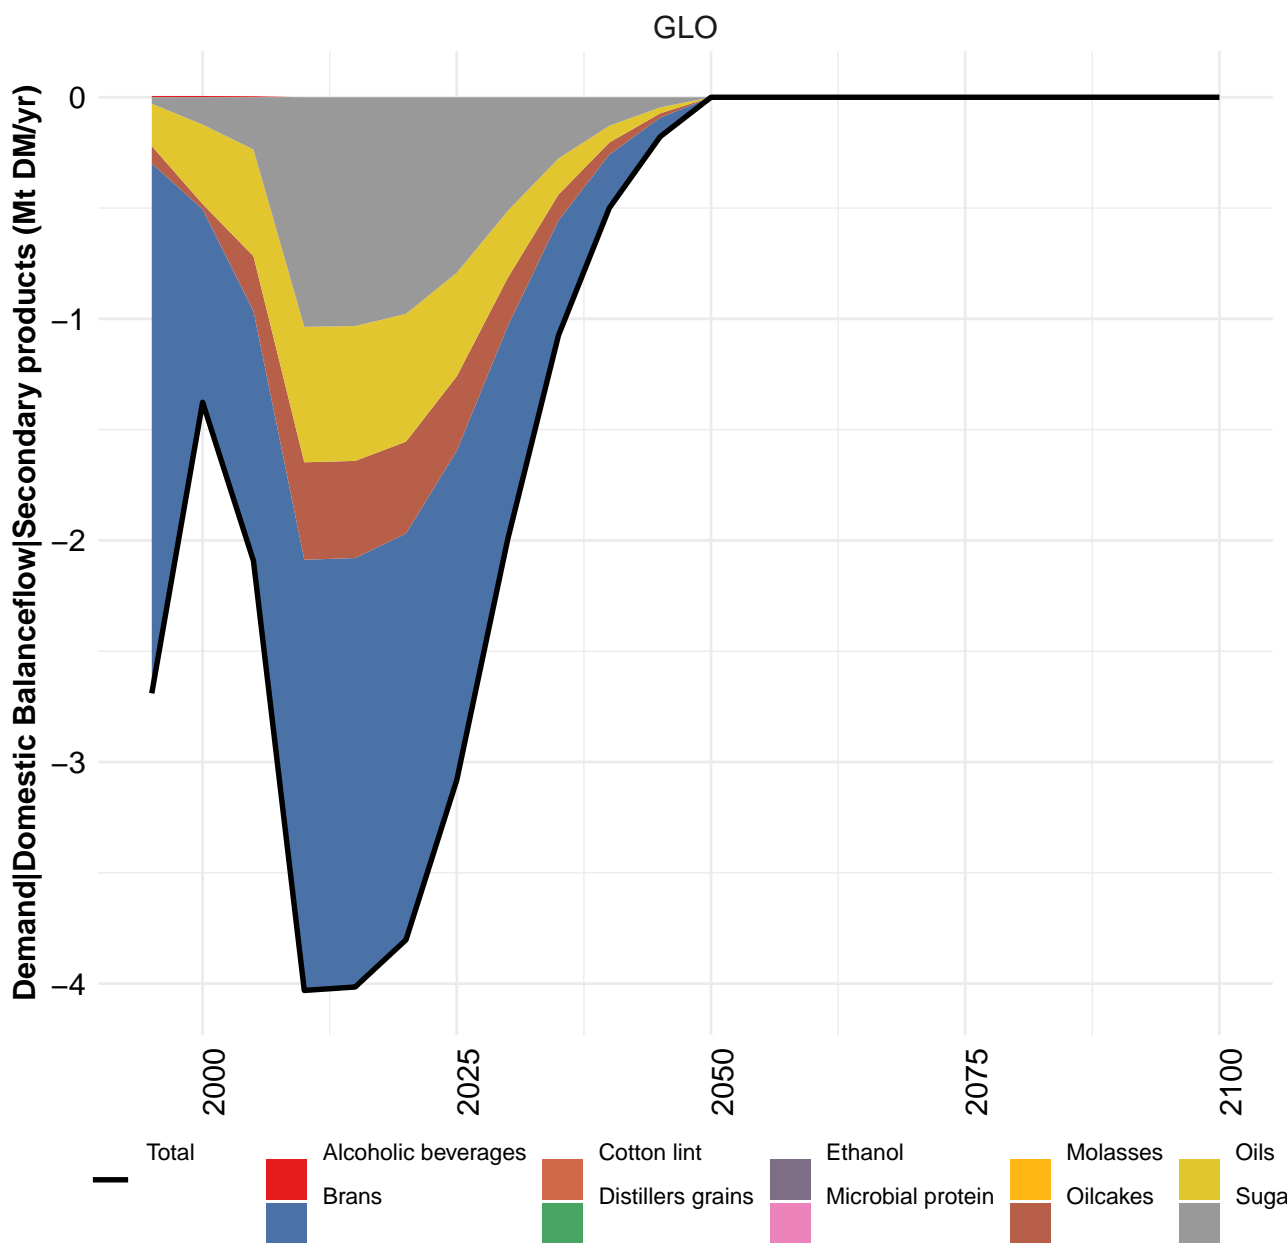 GLO
Demand|Domestic Balanceflow|Secondary products (Mt DM/yr)
0
−1
−2
−3
−4
2000
2025
2050
2075
2100
Total
Alcoholic beverages
Cotton lint
Ethanol
Molasses
Oils
Brans
Distillers grains
Microbial protein
Oilcakes
Suga